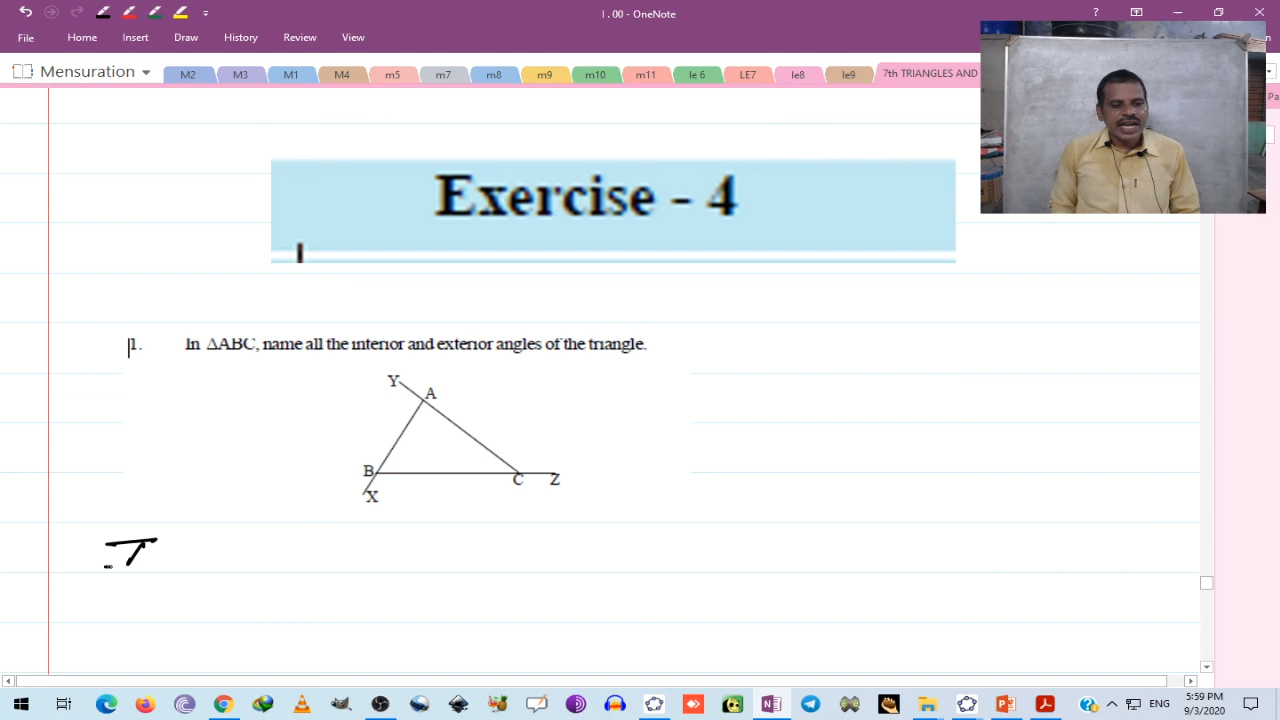 1.00 - OneNote
File Home Insert Draw History Review View
Mensuration M2 M3 M1 M4 m5 m7 m8 m9 m10 m11 le 6 LE7 le8 le9 7th TRIANGLES AND
Pa
Exercise - 4
1. In ΔABC, name all the interior and exterior angles of the triangle.
Y A
B C Z
X
5:59 PM
ENG
9/3/2020